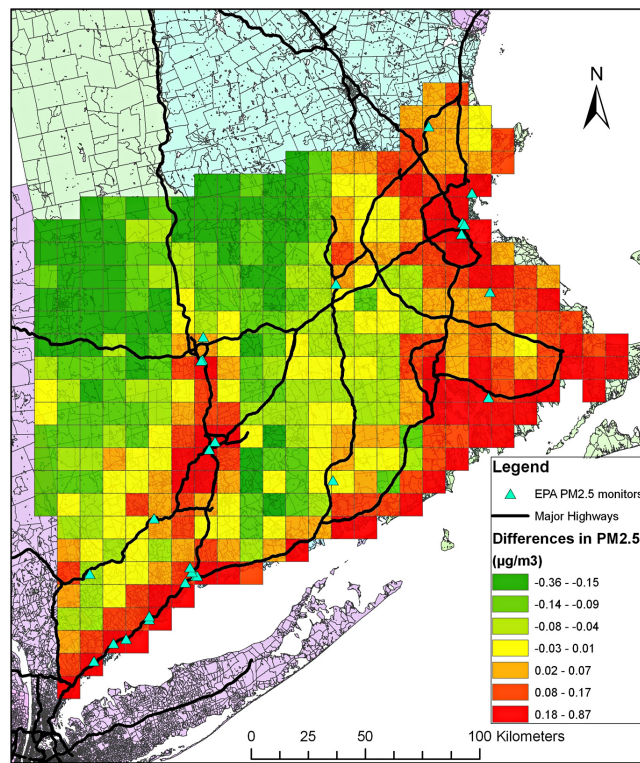 N
Legend
EPA PM2.5 monitors
Major Highways
Differences in PM2.5
(µg/m3)
-0.36 - -0.15
-0.14 - -0.09
-0.08 - -0.04
-0.03 - 0.01
0.02 - 0.07
0.08 - 0.17
0.18 - 0.87
0 25 50 100 Kilometers